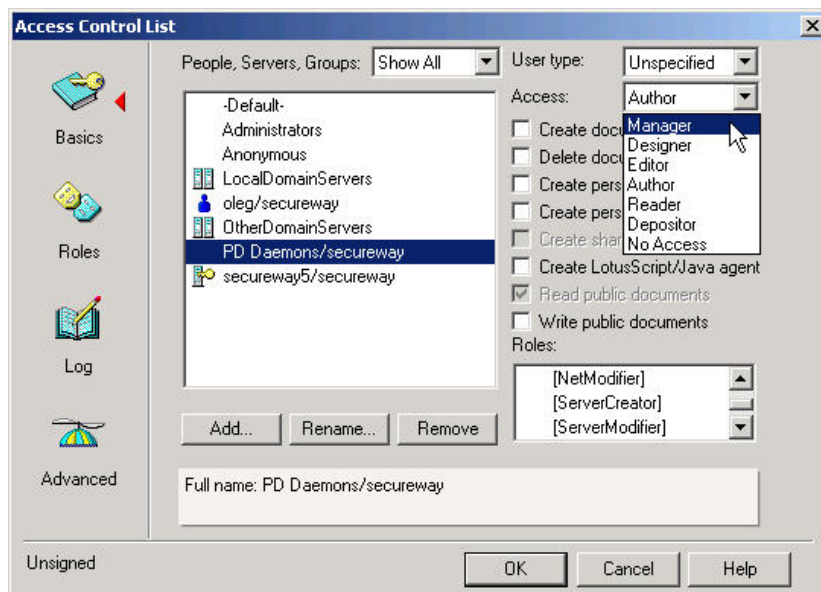 Access Control List
Basics
Roles
Log
Advanced
People, Servers, Groups: Show All
-Default-
Administrators
Anonymous
LocalDomainServers
oleg/secureway
OtherDomainServers
PD Daemons/secureway
secureway5/secureway
Add... Rename... Remove
User type: Unspecified
Access: Author
Manager
Designer
Editor
Author
Reader
Depositor
No Access
Create docu
Delete docu
Create pers
Create pers
Create shar
Create LotusScript/Java agent
Read public documents
Write public documents
Roles:
[NetModifier]
[ServerCreator]
[ServerModifier]
Full name: PD Daemons/secureway
Unsigned
OK Cancel Help